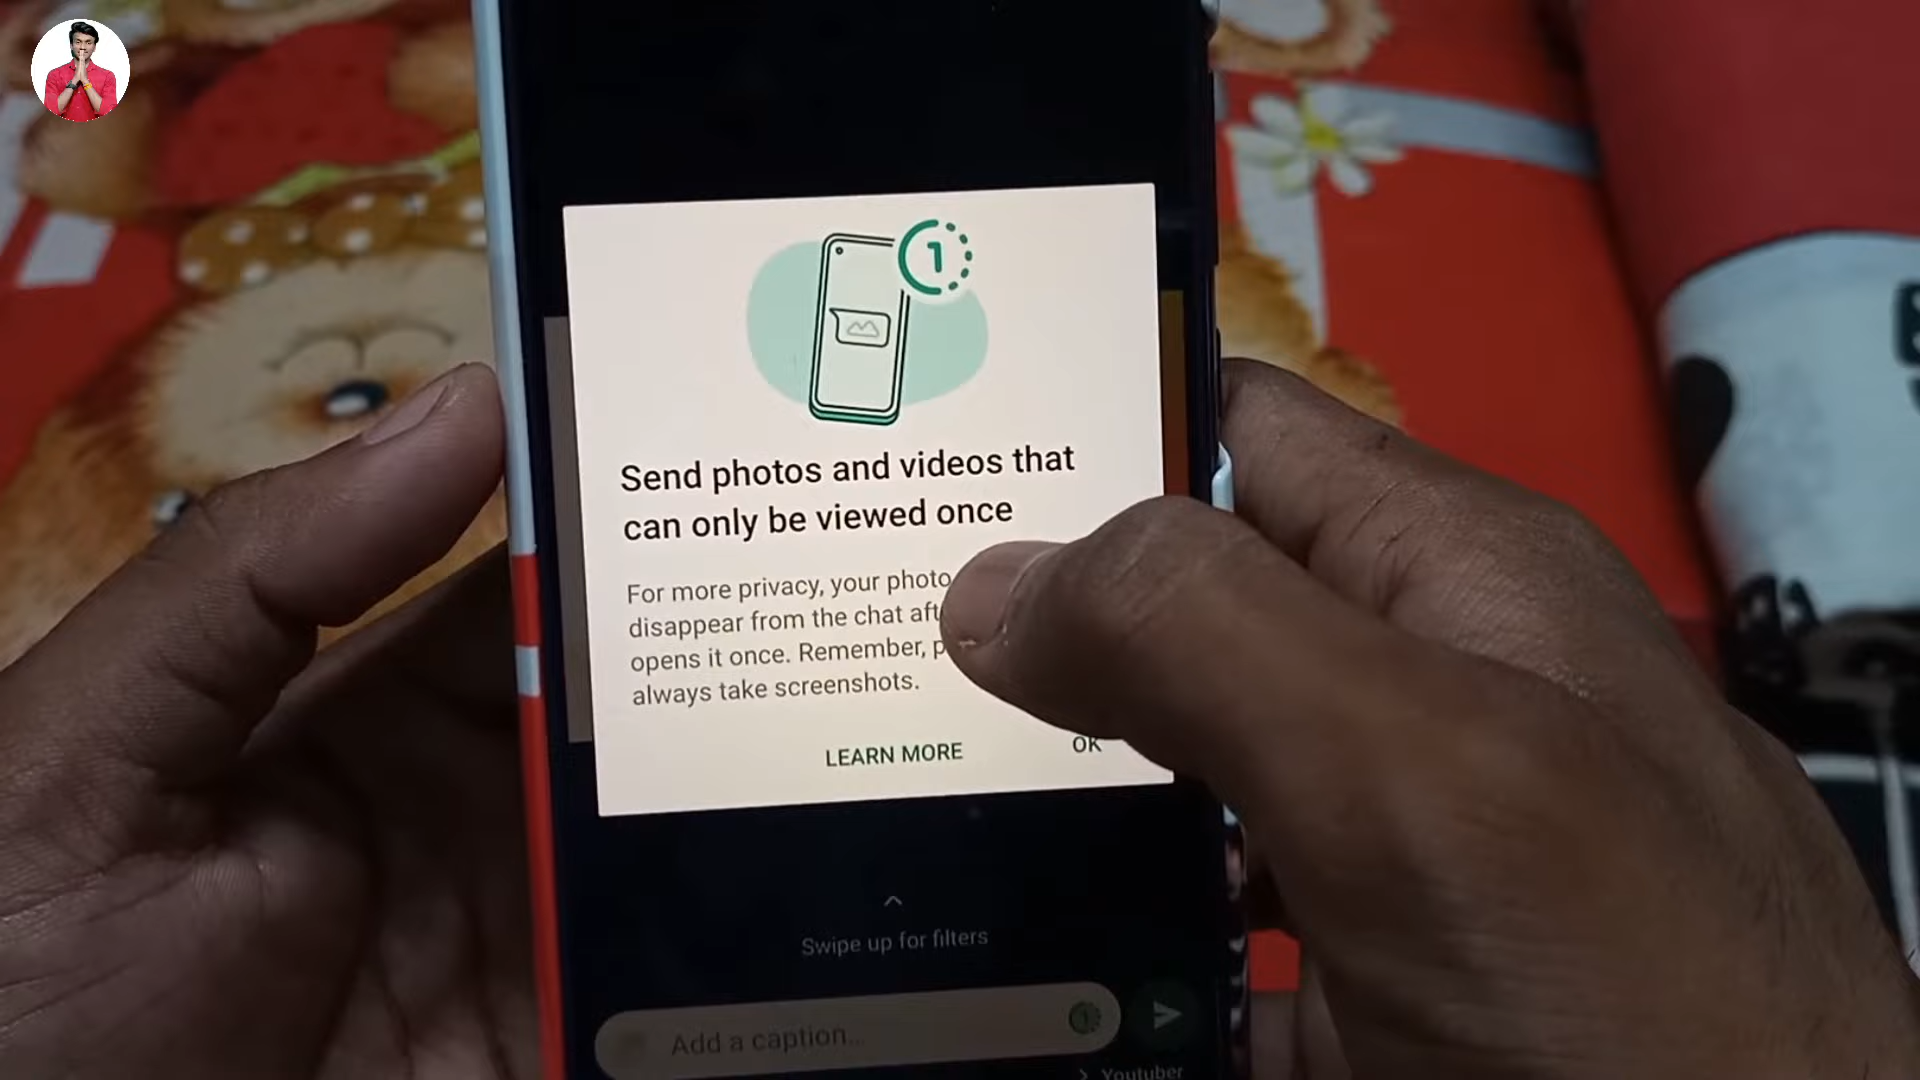 1
Send photos and videos that
can only be viewed once
For more privacy, your photo
disappear from the chat
opens it once. Remember,
always take screenshots.
LEARN MORE
OK
Swipe up for filters
Add a caption...
> Youtuber